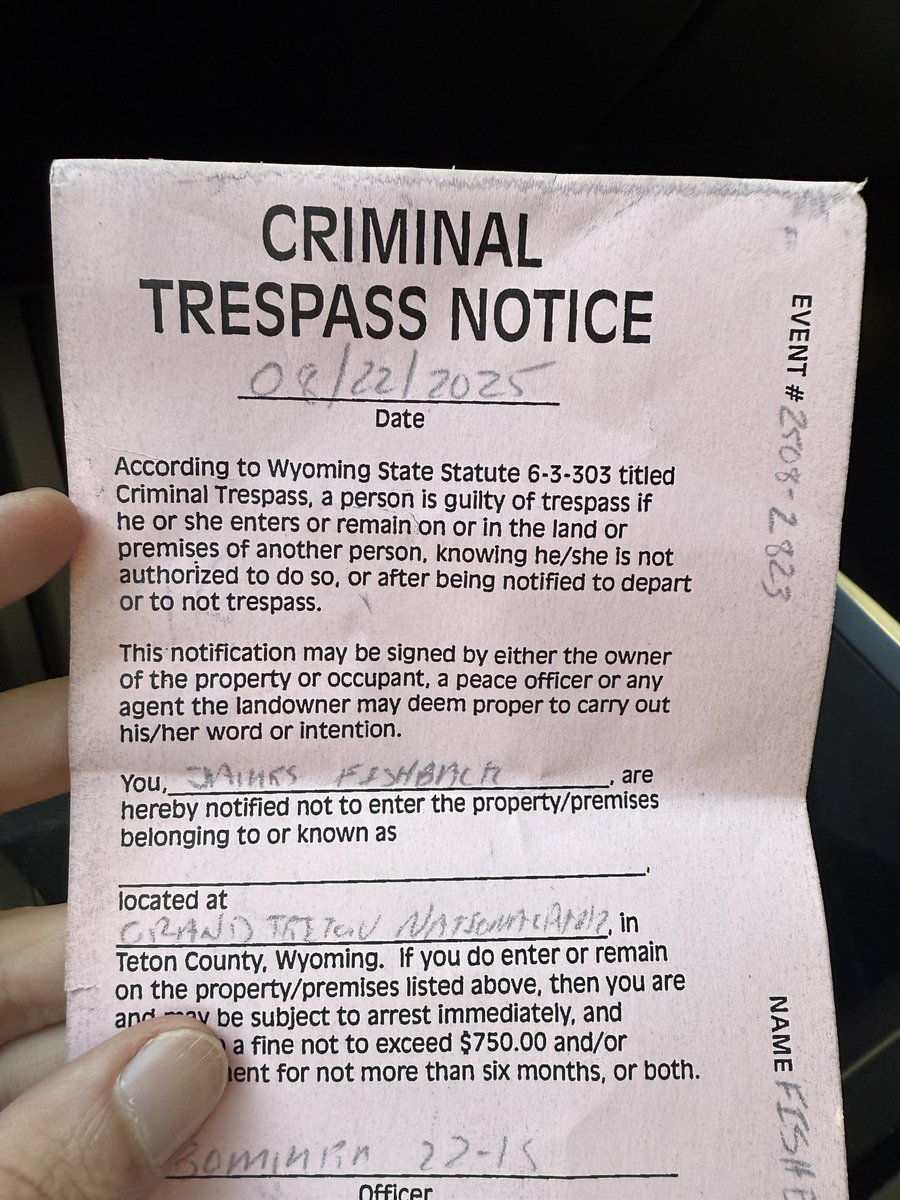 CRIMINAL
TRESPASS NOTICE
08/22/2025
Date
According to Wyoming State Statute 6-3-303 titled
Criminal Trespass, a person is guilty of trespass if
he or she enters or remain on or in the land or
premises of another person, knowing he/she is not
authorized to do so, or after being notified to depart
or to not trespass.
This notification may be signed by either the owner
of the property or occupant, a peace officer or any
agent the landowner may deem proper to carry out
his/her word or intention.
You, JAMES FISHBACK, are
hereby notified not to enter the property/premises
belonging to or known as
,
located at
GRAND TETON, in
Teton County, Wyoming. If you do enter or remain
on the property/premises listed above, then you are
and may be subject to arrest immediately, and
a fine not to exceed $750.00 and/or
for not more than six months, or both.
22-15
Officer
EVENT # 2508-2823
NAME FISH